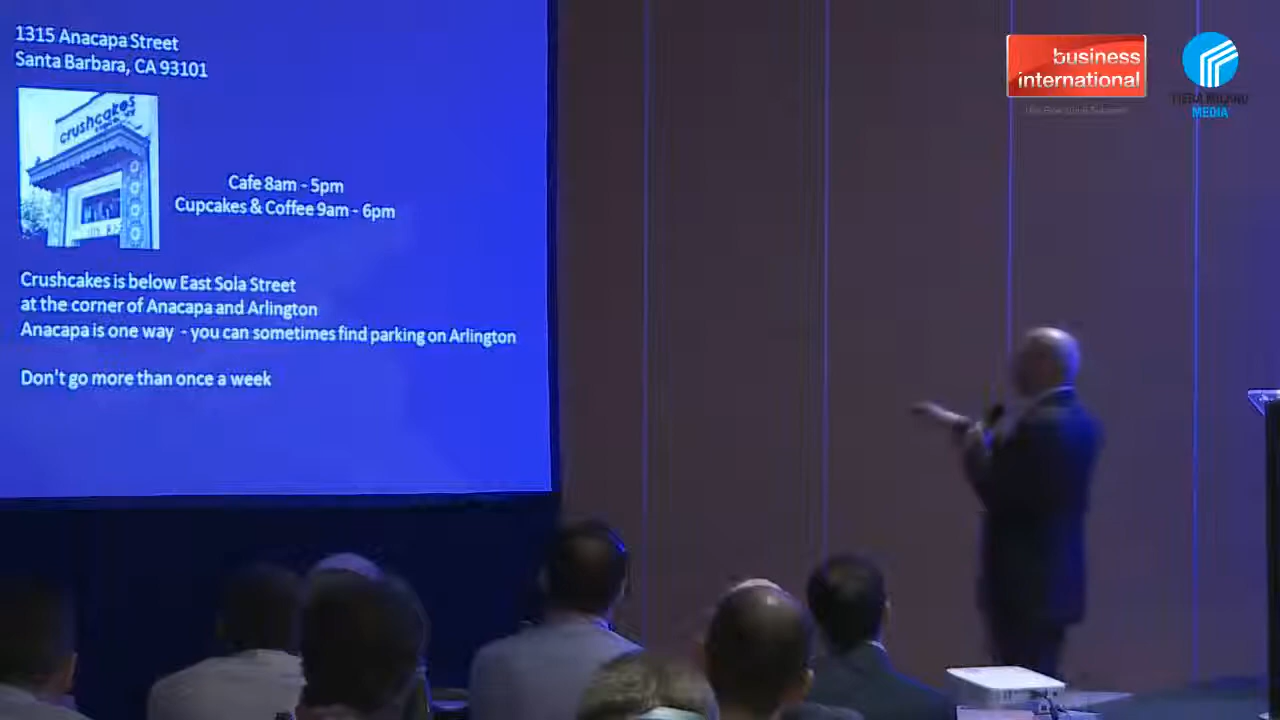 1315 Anacapa Street
Santa Barbara, CA 93101
crushcakes
Cafe 8am - 5pm
Cupcakes & Coffee 9am - 6pm
Crushcakes is below East Sola Street
at the corner of Anacapa and Arlington
Anacapa is one way - you can sometimes find parking on Arlington
Don't go more than once a week
business
international
FIERA MILANO
MEDIA